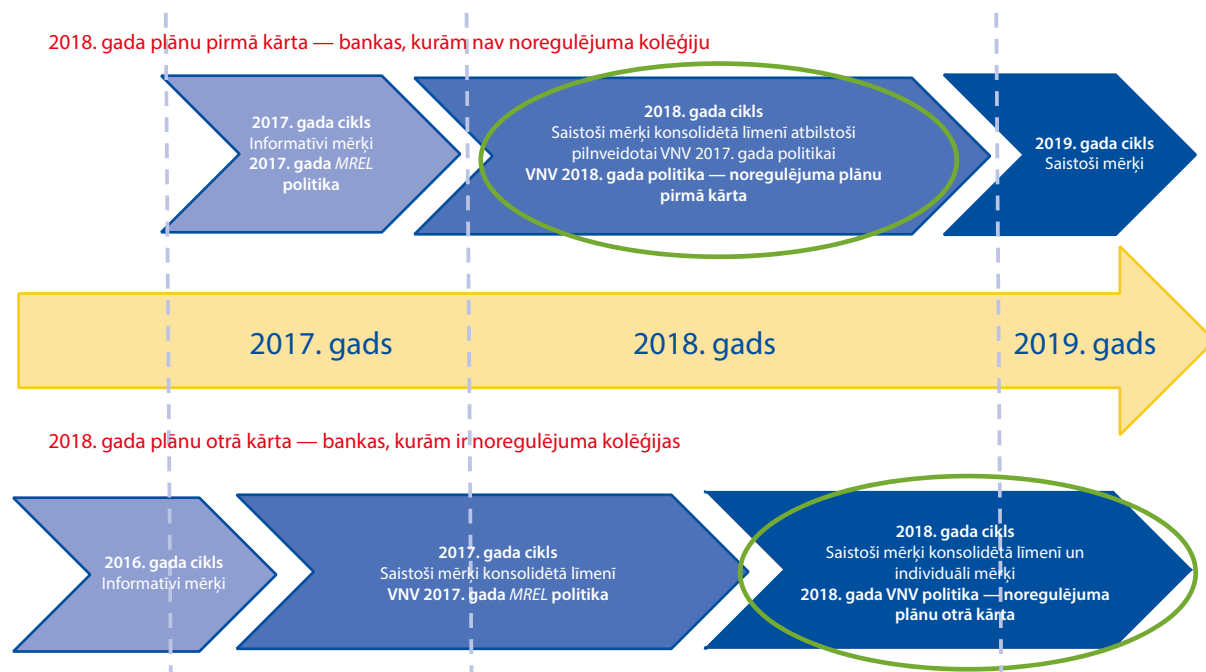 2018. gada plānu pirmā kārta — bankas, kurām nav noregulējuma kolēģiju
2017. gada cikls
Informatīvi mērķi
2017. gada MREL
politika
2018. gada cikls
Saistoši mērķi konsolidētā līmenī atbilstoši
pilnveidotai VNV 2017. gada politikai
VNV 2018. gada politika — noregulējuma plānu
pirmā kārta
2019. gada cikls
Saistoši mērķi
2017. gads
2018. gads
2019. gads
2018. gada plānu otrā kārta — bankas, kurām ir noregulējuma kolēģijas
2016. gada cikls
Informatīvi mērķi
2017. gada cikls
Saistoši mērķi konsolidētā līmenī
VNV 2017. gada MREL politika
2018. gada cikls
Saistoši mērķi konsolidētā līmenī un
individuāli mērķi
2018. gada VNV politika — noregulējuma
plānu otrā kārta